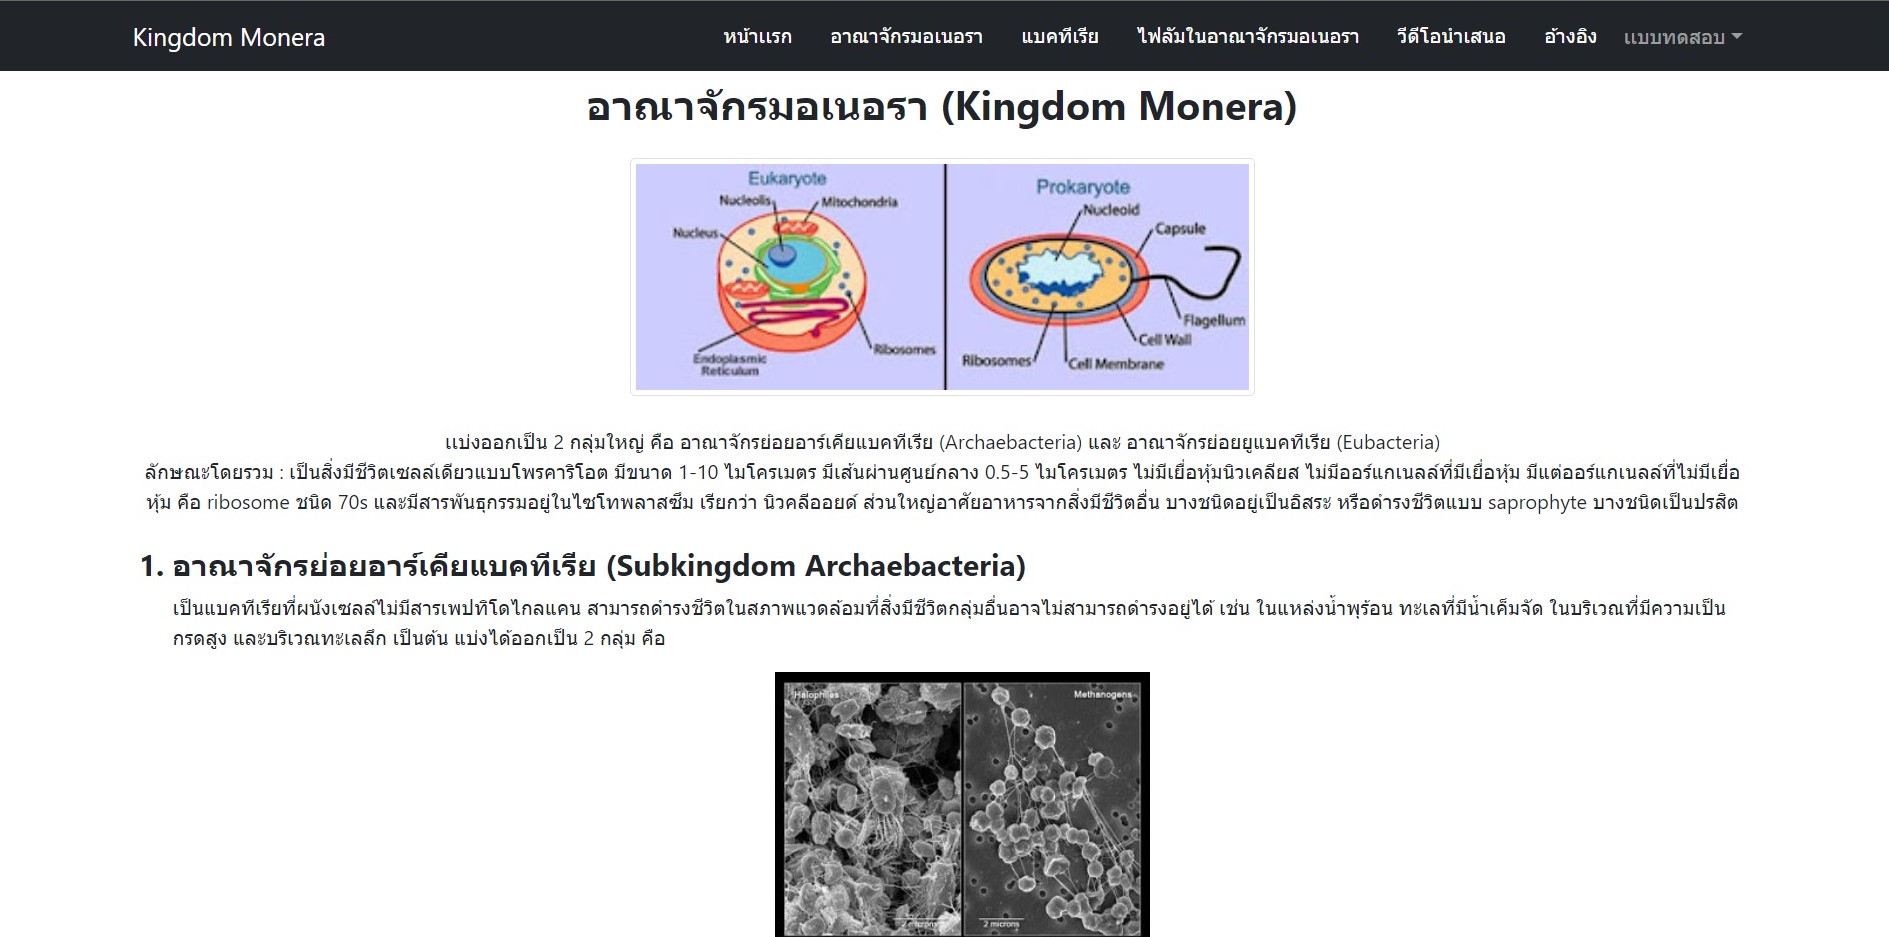 Kingdom Monera
หน้าแรก อาณาจักรมอเนอรา แบคทีเรีย ไฟลัมในอาณาจักรมอเนอรา วีดีโอนำเสนอ อ้างอิง แบบทดสอบ
อาณาจักรมอเนอรา (Kingdom Monera)
Eukaryote
Nucleolis
Mitochondria
Nucleus
Endoplasmic
Reticulum
Ribosomes
Prokaryote
Nucleoid
Capsule
Flagellum
Cell Wall
Ribosomes
Cell Membrane
แบ่งออกเป็น 2 กลุ่มใหญ่ คือ อาณาจักรย่อยอาร์เคียแบคทีเรีย (Archaebacteria) และ อาณาจักรย่อยยูแบคทีเรีย (Eubacteria)
ลักษณะโดยรวม : เป็นสิ่งมีชีวิตเซลล์เดียวแบบโพรคาริโอต มีขนาด 1-10 ไมโครเมตร มีเส้นผ่านศูนย์กลาง 0.5-5 ไมโครเมตร ไม่มีเยื่อหุ้มนิวเคลียส ไม่มีออร์แกเนลล์ที่มีเยื่อหุ้ม มีแต่ออร์แกเนลล์ที่ไม่มีเยื่อ
หุ้ม คือ ribosome ชนิด 70s และมีสารพันธุกรรมอยู่ในไซโทพลาสซึม เรียกว่า นิวคลีออยด์ ส่วนใหญ่อาศัยอาหารจากสิ่งมีชีวิตอื่น บางชนิดอยู่เป็นอิสระ หรือดำรงชีวิตแบบ saprophyte บางชนิดเป็นปรสิต
1. อาณาจักรย่อยอาร์เคียแบคทีเรีย (Subkingdom Archaebacteria)
เป็นแบคทีเรียที่ผนังเซลล์ไม่มีสารเพปทิโดไกลแคน สามารถดำรงชีวิตในสภาพแวดล้อมที่สิ่งมีชีวิตกลุ่มอื่นอาจไม่สามารถดำรงอยู่ได้ เช่น ในแหล่งน้ำพุร้อน ทะเลที่มีน้ำเค็มจัด ในบริเวณที่มีความเป็น
กรดสูง และบริเวณทะเลลึก เป็นต้น แบ่งได้ออกเป็น 2 กลุ่ม คือ
Halophiles
Methanogens
2 microns
2 microns